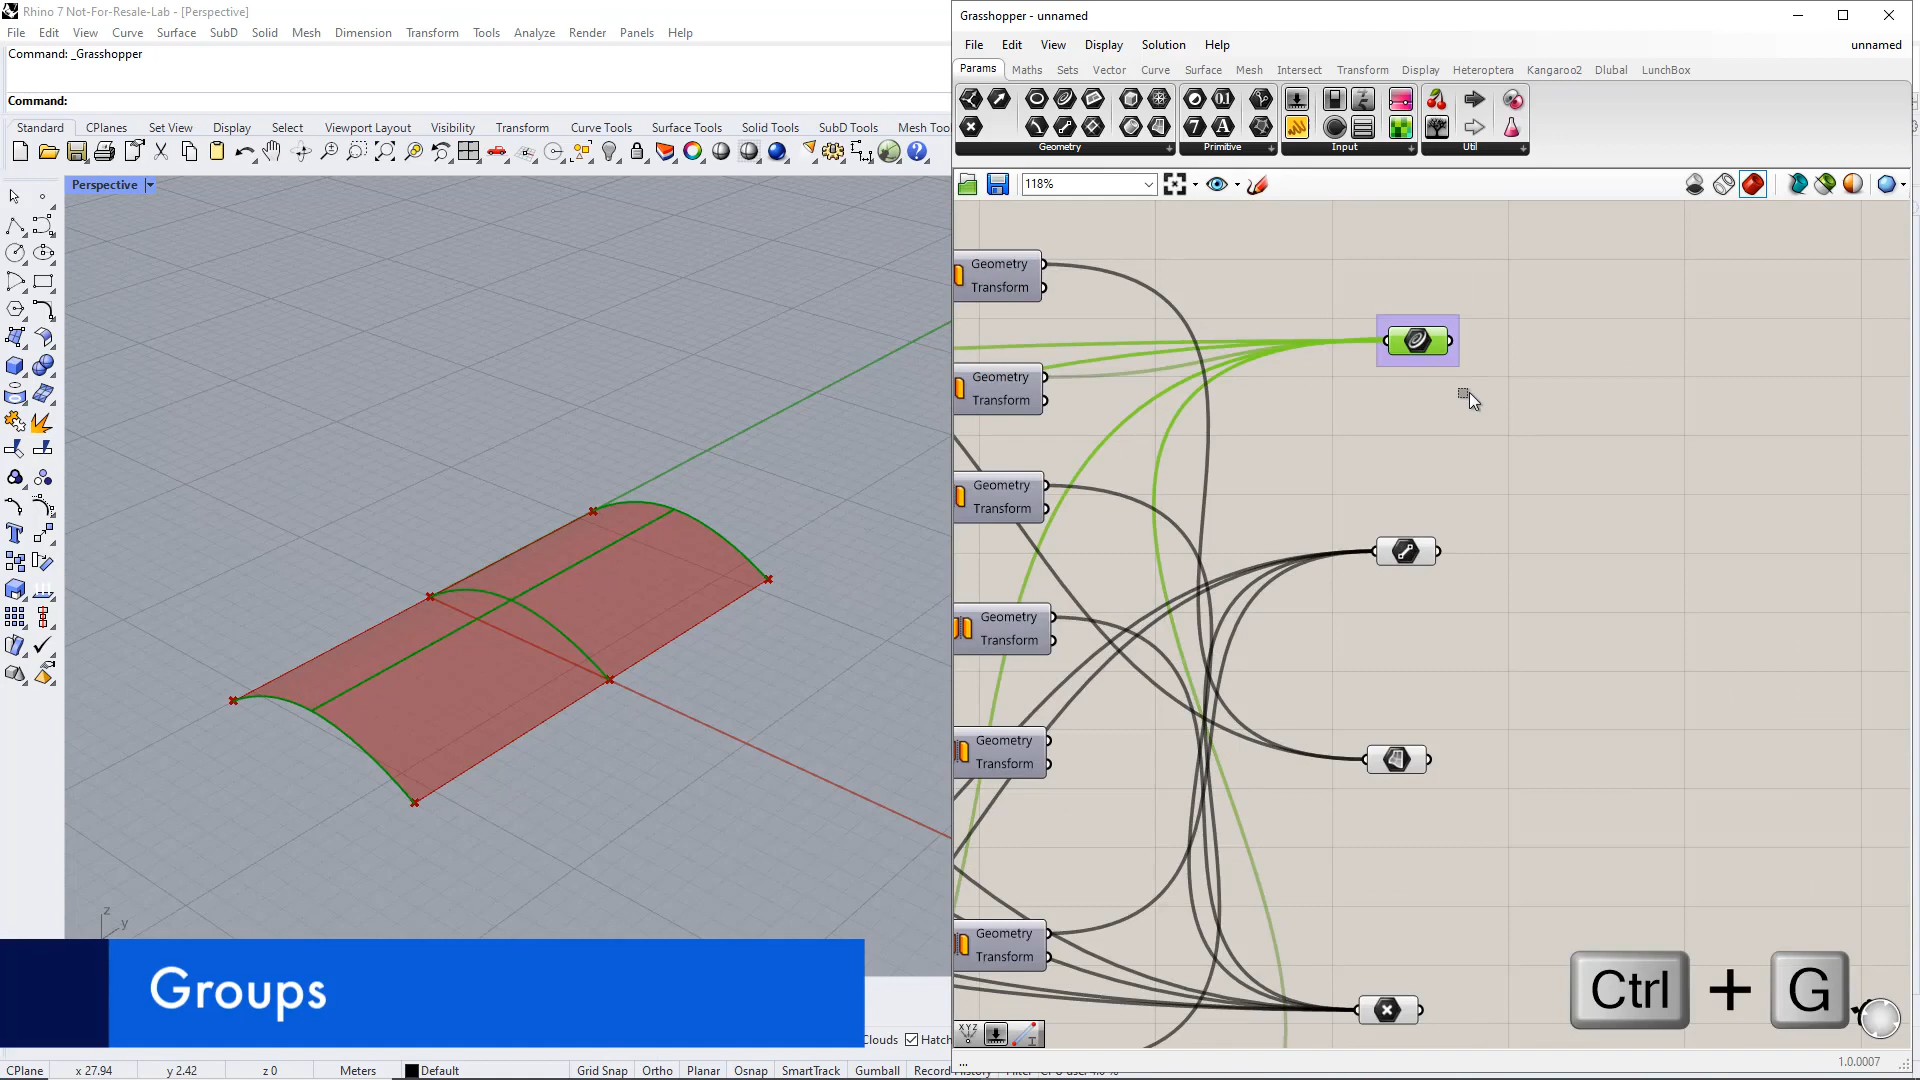 Rhino 7 Not-For-Resale-Lab - [Perspective]
File Edit View Curve Surface SubD Solid Mesh Dimension Transform Tools Analyze Render Panels Help
Command: _Grasshopper
Command:
Standard CPlanes Set View Display Select Viewport Layout Visibility Transform Curve Tools Surface Tools Solid Tools SubD Tools Mesh Too
Perspective
z
y
Groups
Clouds Hatch
CPlane x 27.94 y 2.42 z 0 Meters Default Grid Snap Ortho Planar Osnap SmartTrack Gumball Record History
Grasshopper - unnamed
File Edit View Display Solution Help unnamed
Params Maths Sets Vector Curve Surface Mesh Intersect Transform Display Heteroptera Kangaroo2 Dlubal LunchBox
Geometry Primitive Input Util
118%
Geometry
Transform
Geometry
Transform
Geometry
Transform
Geometry
Transform
Geometry
Transform
Geometry
Transform
Ctrl + G
XYZ
...
1.0.0007